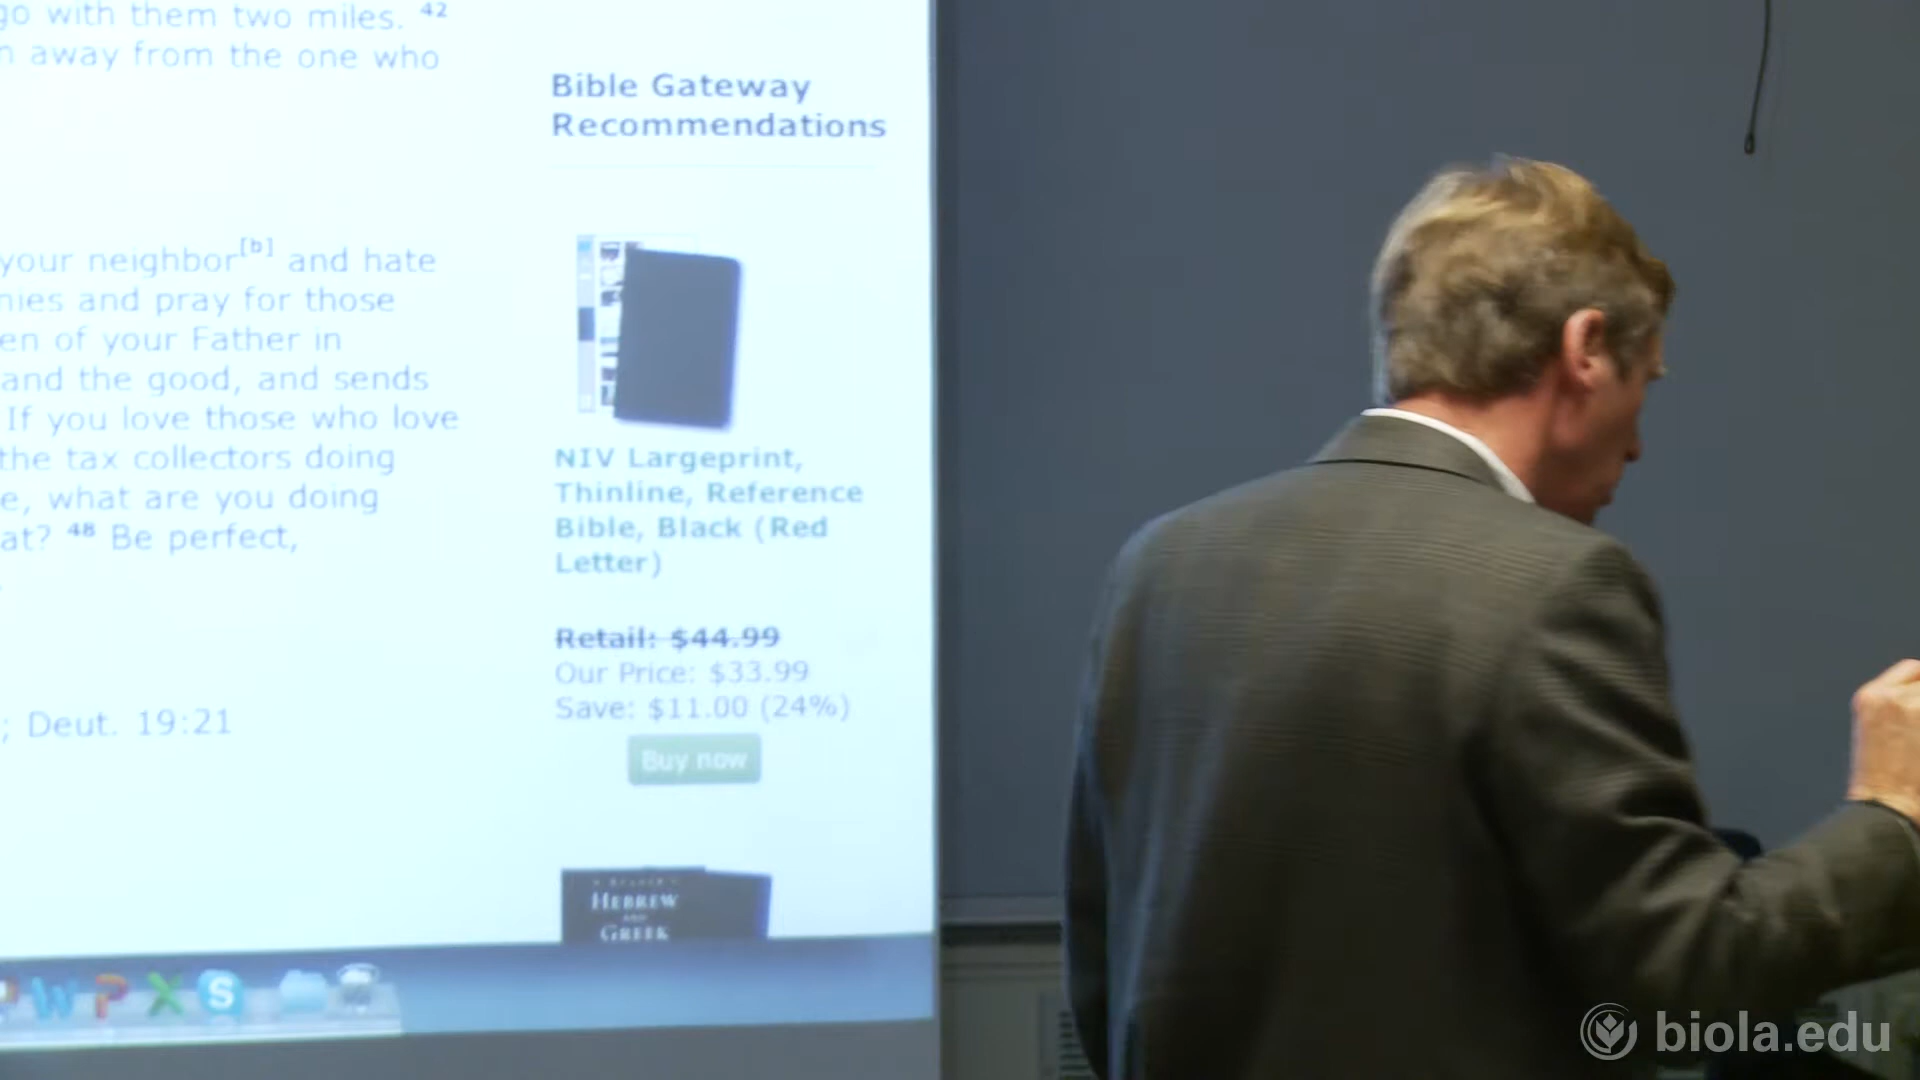 go with them two miles. 42
away from the one who
your neighbor[b] and hate
and pray for those
of your Father in
and the good, and sends
If you love those who love
the tax collectors doing
what are you doing
48 Be perfect,
; Deut. 19:21
Bible Gateway
Recommendations
NIV Largeprint,
Thinline, Reference
Bible, Black (Red
Letter)
Retail: $44.99
Our Price: $33.99
Save: $11.00 (24%)
Buy now
HEBREW
AND
GREEK
W P X S
biola.edu